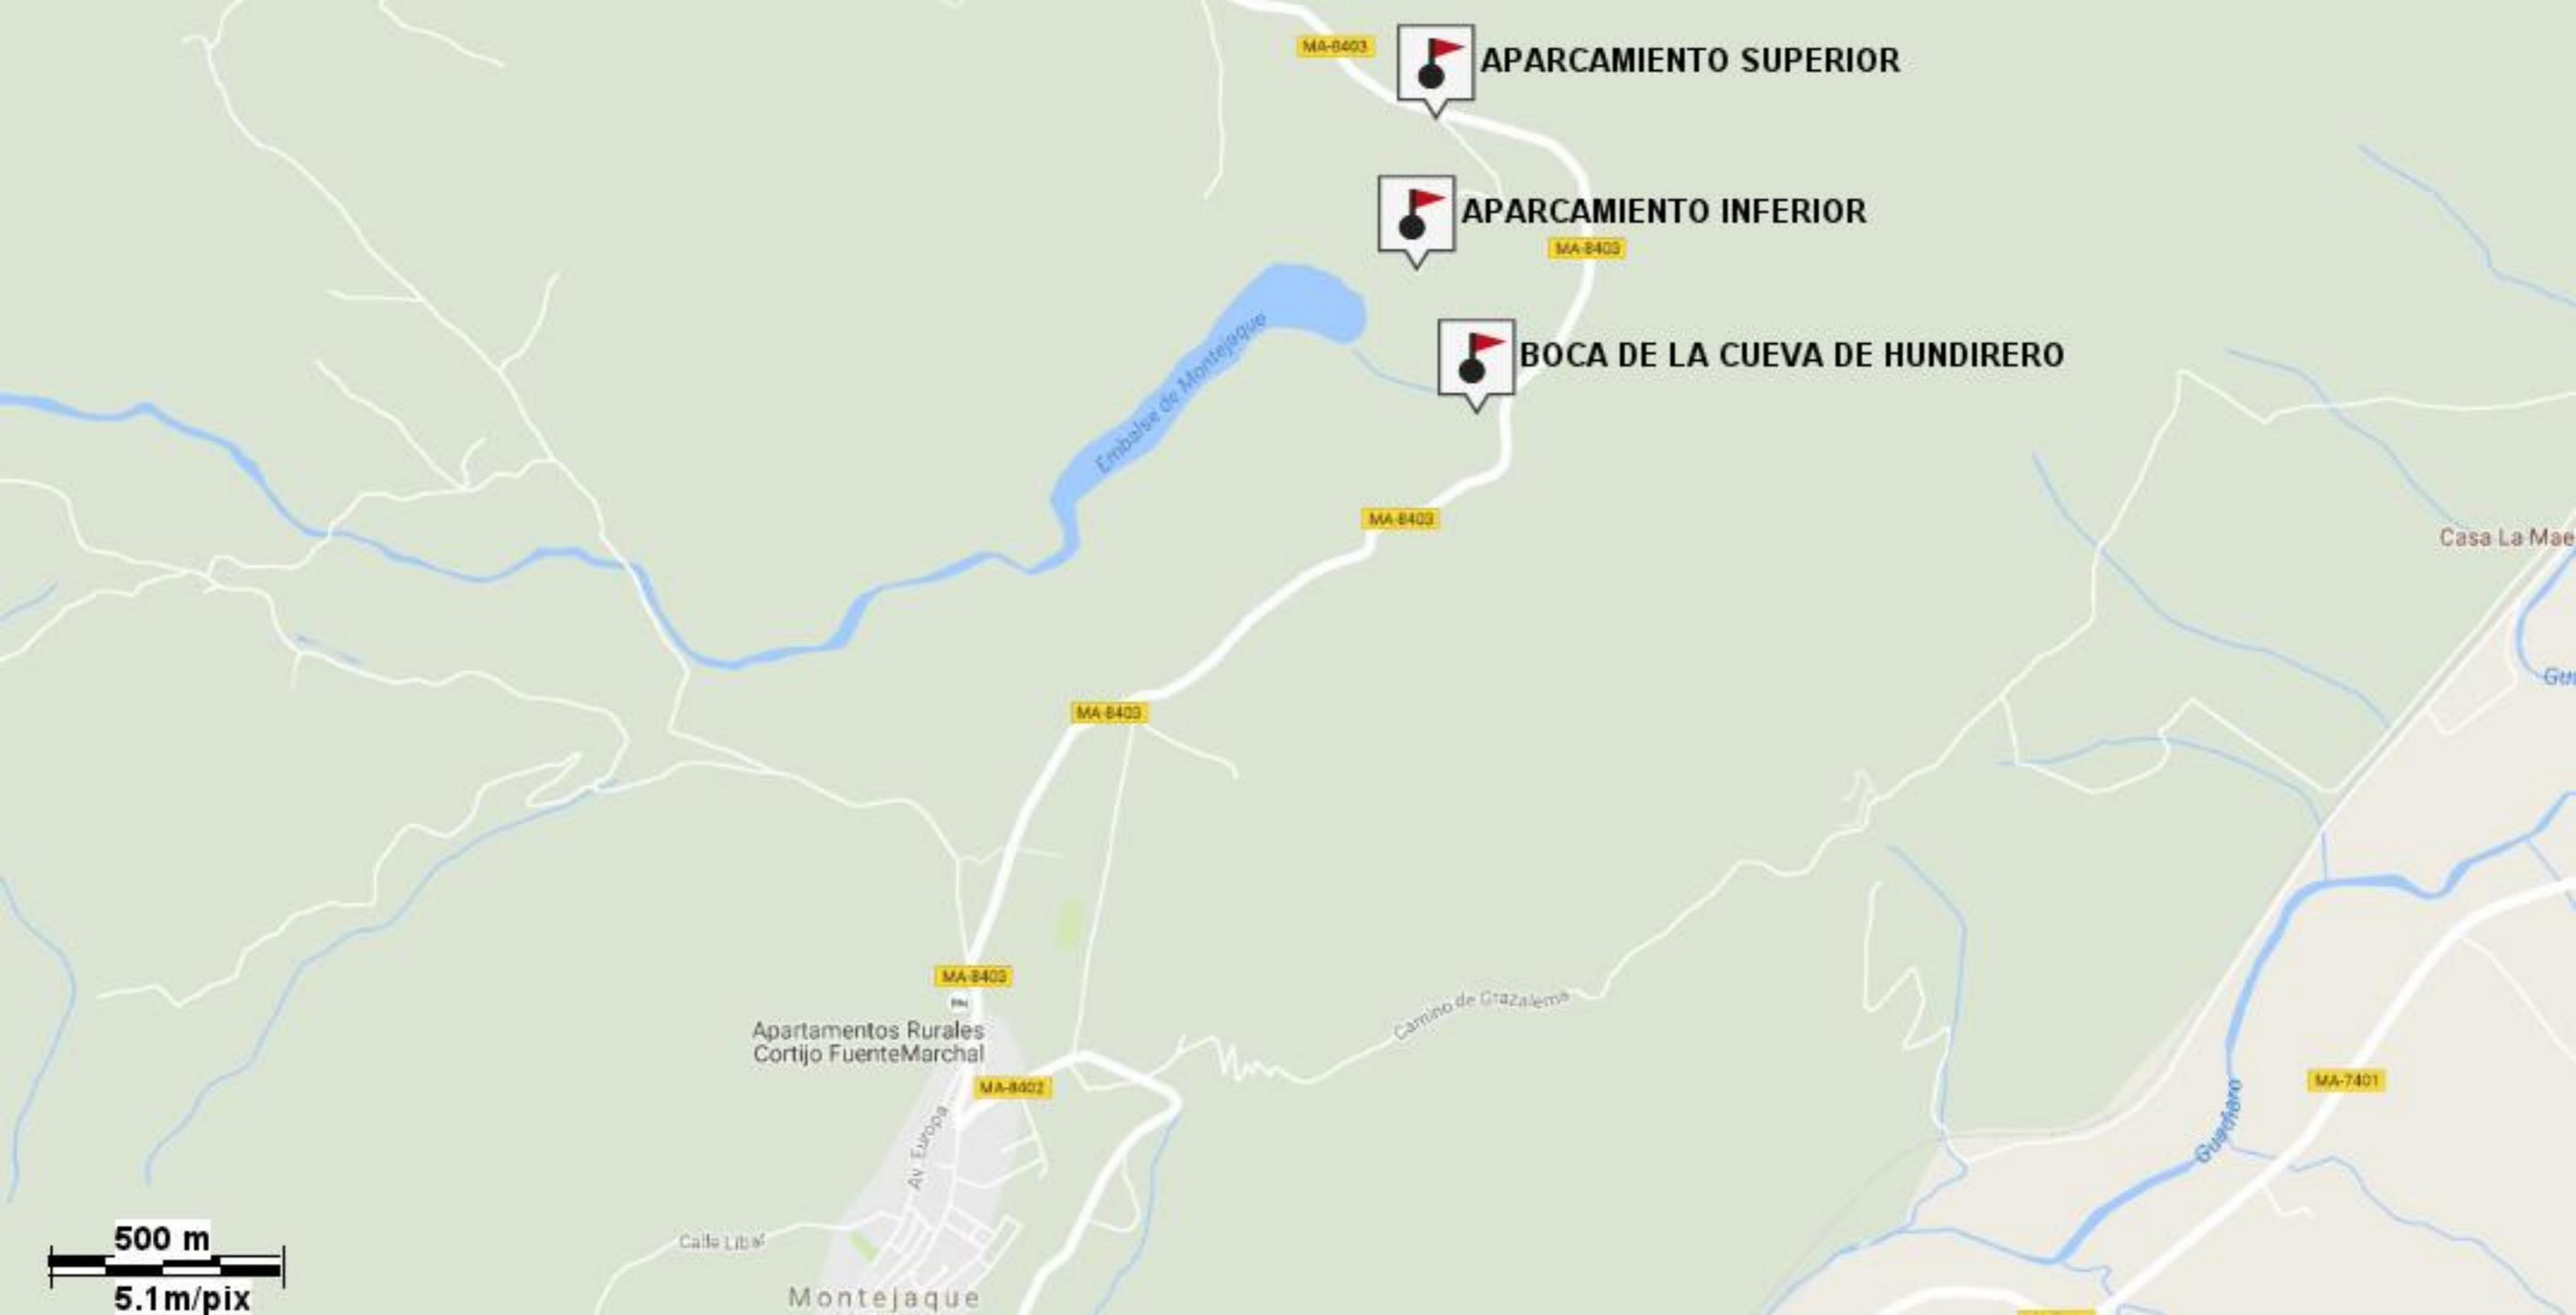 MA-8403
APARCAMIENTO SUPERIOR
APARCAMIENTO INFERIOR
MA-8403
Embalse de Montejaque
BOCA DE LA CUEVA DE HUNDIRERO
MA-8403
Casa La Mae
Gu
MA-8403
MA-8403
Camino de Grazalema
Apartamentos Rurales
Cortijo FuenteMarchal
MA-8402
MA-7401
Av. Europa
Guadiaro
Calle Libar
500 m
5.1m/pix
Montejaque